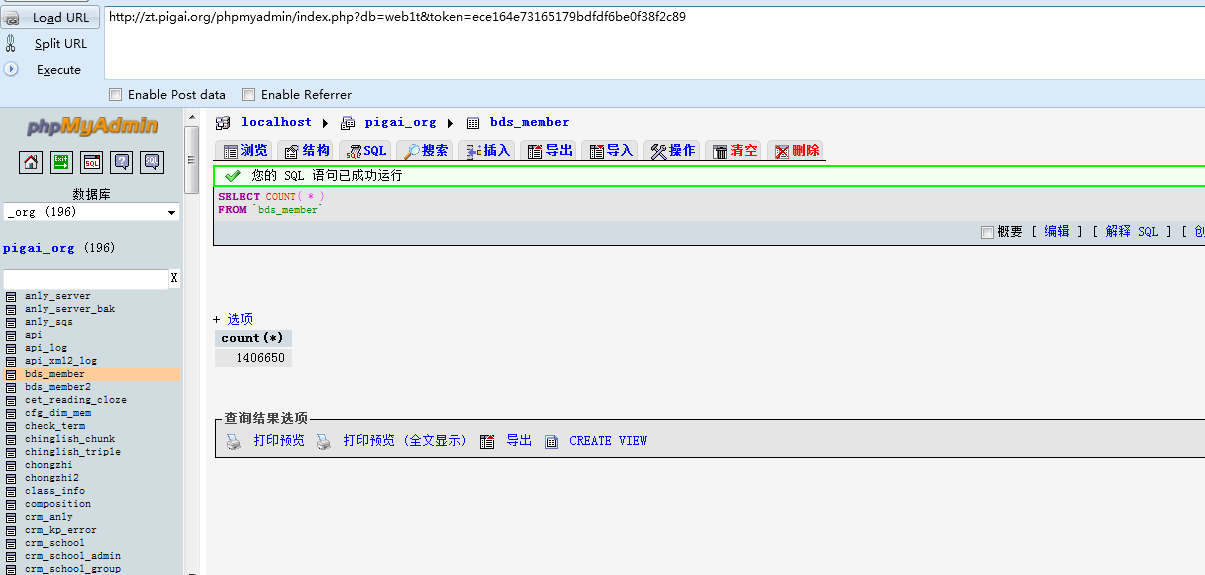 Load URL
http://zt.pigai.org/phpmyadmin/index.php?db=web1t&token=ece164e73165179bdfdf6be0f38f2c89
Split URL
Execute
Enable Post data
Enable Referrer
phpMyAdmin
Exit
SQL
SQL
数据库
_org (196)
pigai_org (196)
X
anly_server
anly_server_bak
anly_sqs
api
api_log
api_xml2_log
bds_member
bds_member2
cet_reading_cloze
cfg_dim_mem
check_term
chinglish_chunk
chinglish_triple
chongzhi
chongzhi2
class_info
composition
crm_anly
crm_kp_error
crm_school
crm_school_admin
crm_school_group
localhost ▸ pigai_org ▸ bds_member
浏览 结构 SQL 搜索 插入 导出 导入 操作 清空 删除
您的 SQL 语句已成功运行
SELECT COUNT( * )
FROM `bds_member`
概要 [ 编辑 ] [ 解释 SQL ] [ 创
+ 选项
count(*)
1406650
查询结果选项
打印预览 打印预览 (全文显示) 导出 CREATE VIEW